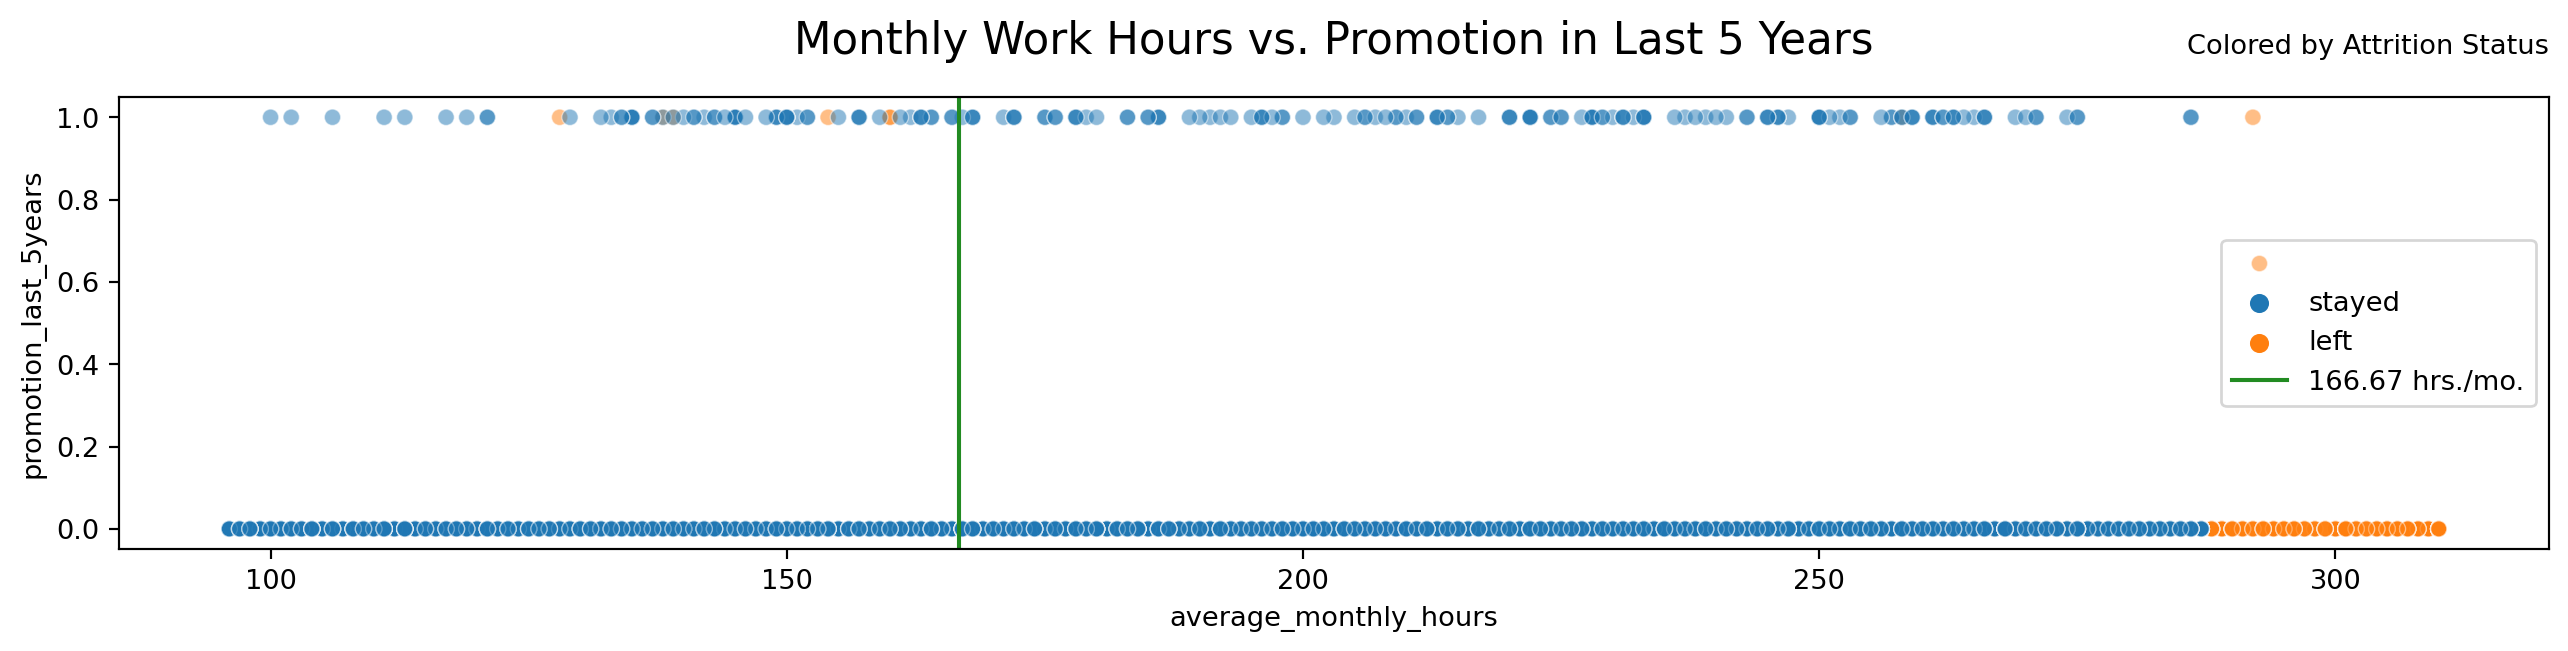 Monthly Work Hours vs. Promotion in Last 5 Years
Colored by Attrition Status
promotion_last_5years
1.0
0.8
0.6
0.4
0.2
0.0
stayed
left
166.67 hrs./mo.
100 150 200 250 300
average_monthly_hours